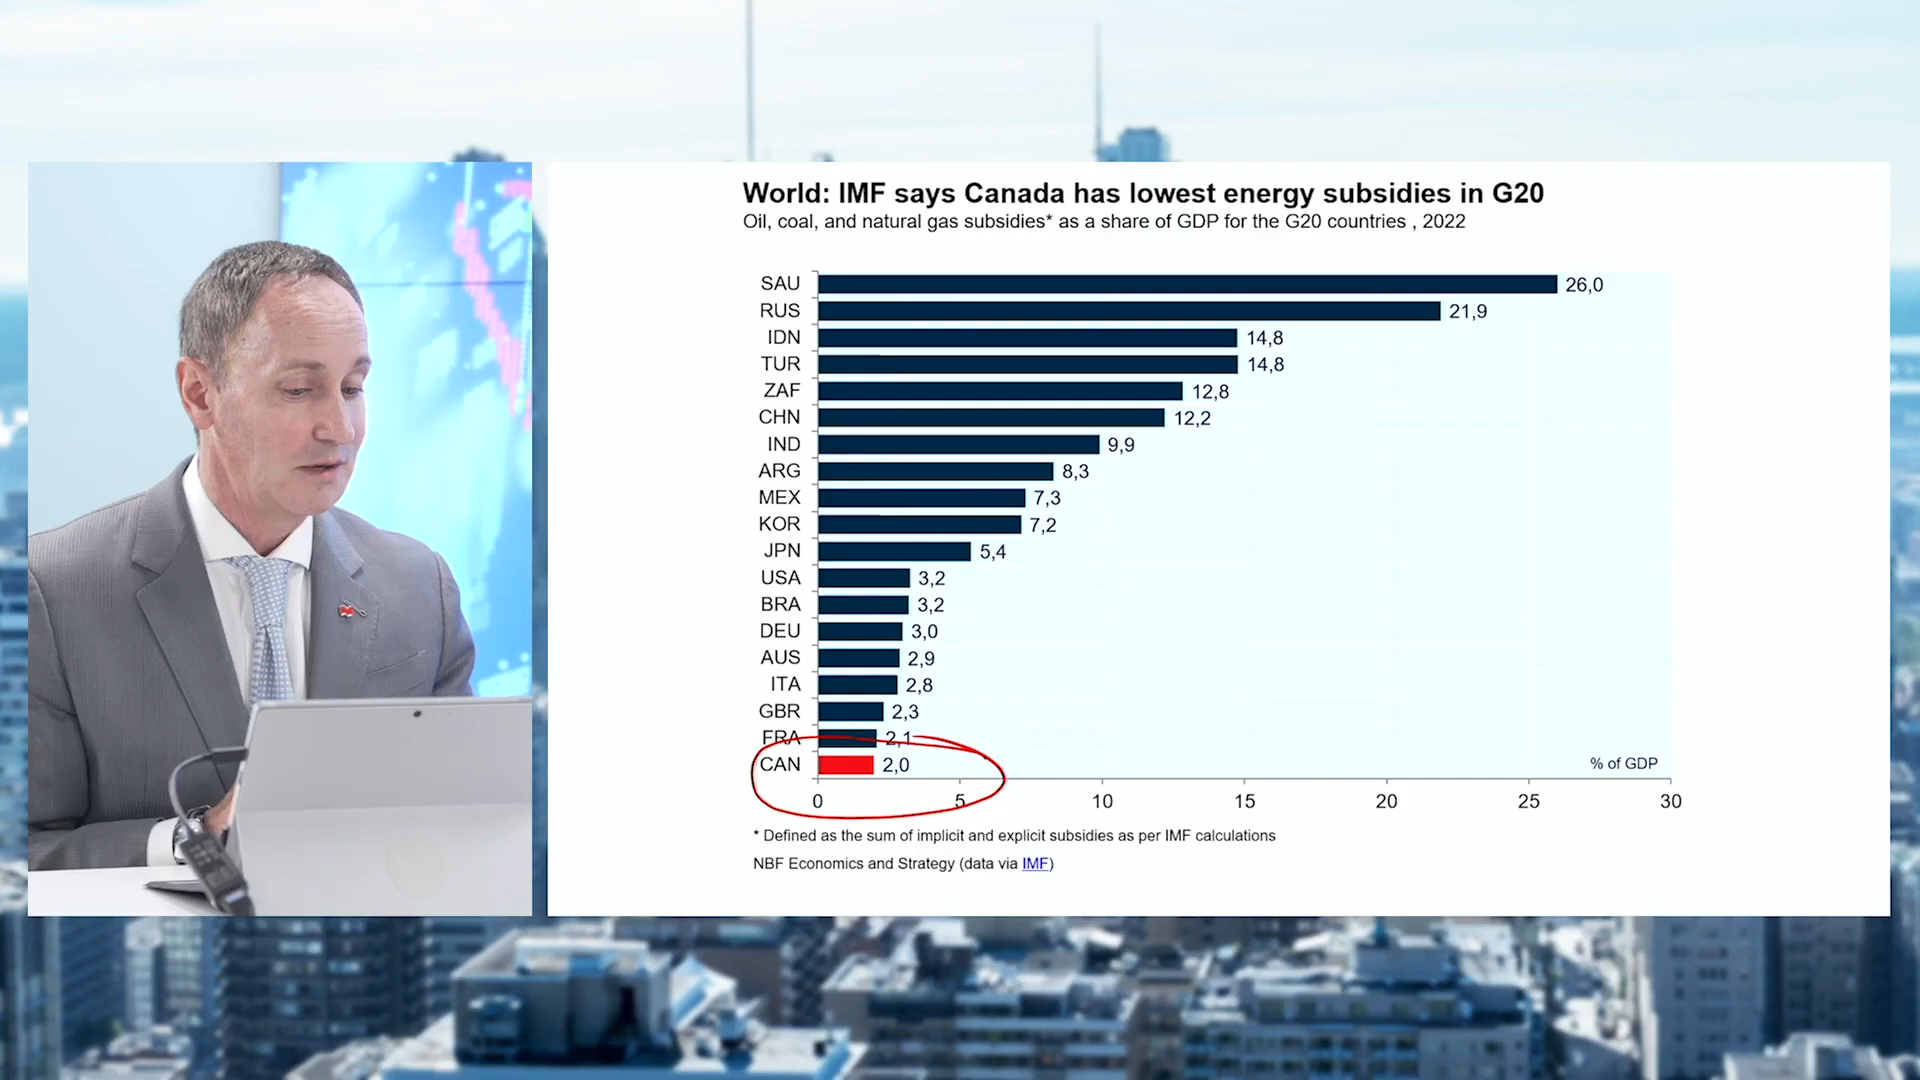 World: IMF says Canada has lowest energy subsidies in G20
Oil, coal, and natural gas subsidies* as a share of GDP for the G20 countries , 2022
SAU 26,0
RUS 21,9
IDN 14,8
TUR 14,8
ZAF 12,8
CHN 12,2
IND 9,9
ARG 8,3
MEX 7,3
KOR 7,2
JPN 5,4
USA 3,2
BRA 3,2
DEU 3,0
AUS 2,9
ITA 2,8
GBR 2,3
FRA 2,1
CAN 2,0
% of GDP
0 5 10 15 20 25 30
* Defined as the sum of implicit and explicit subsidies as per IMF calculations
NBF Economics and Strategy (data via IMF)